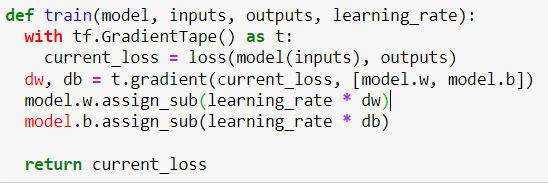 def train(model, inputs, outputs, learning_rate):
  with tf.GradientTape() as t:
    current_loss = loss(model(inputs), outputs)
  dw, db = t.gradient(current_loss, [model.w, model.b])
  model.w.assign_sub(learning_rate * dw)
  model.b.assign_sub(learning_rate * db)

  return current_loss